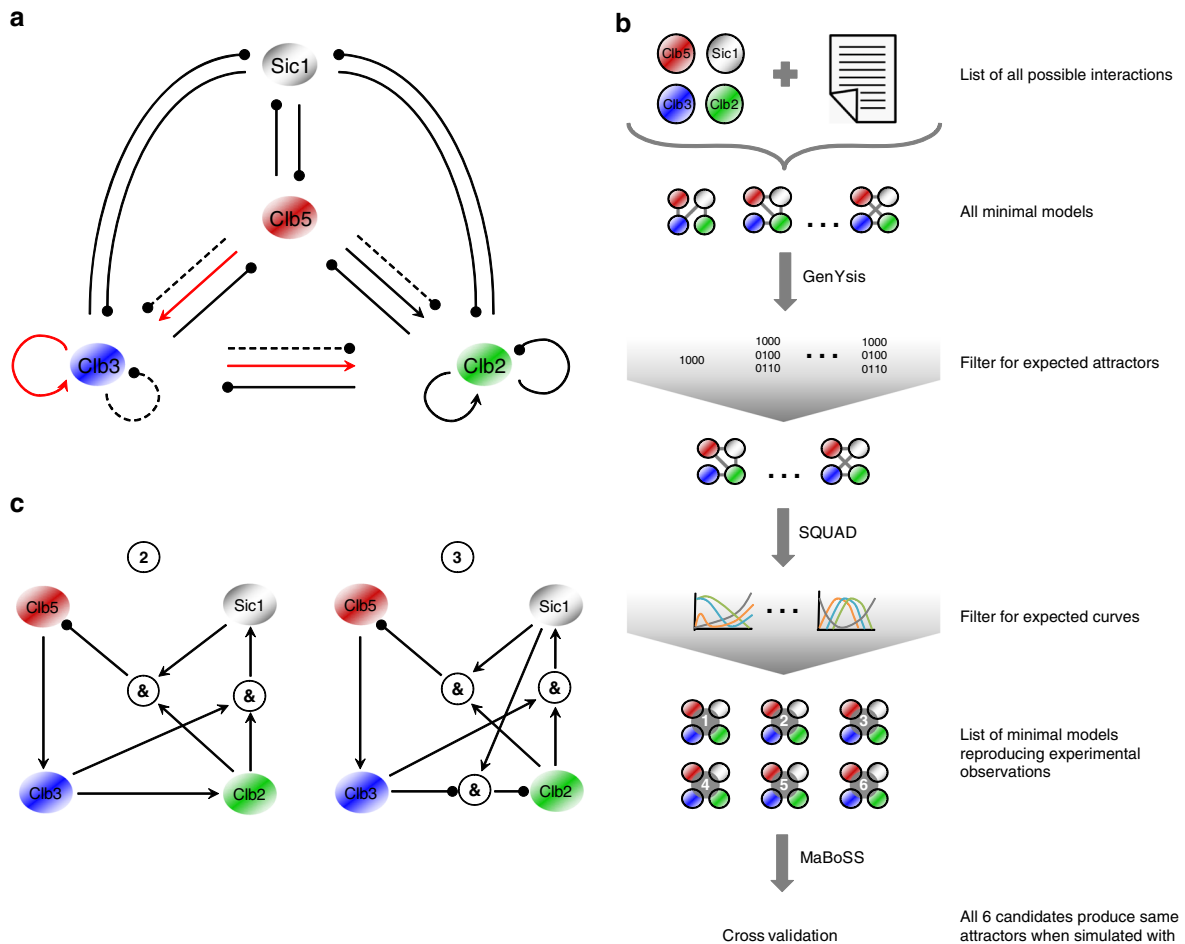 a
Sic1
Clb5
Clb3
Clb2
b
Clb5 Sic1
Clb3 Clb2
List of all possible interactions
All minimal models
GenYsis
1000
1000
0100
0110
1000
0100
0110
Filter for expected attractors
SQUAD
Filter for expected curves
1 2 3
4 5 6
List of minimal models
reproducing experimental
observations
MaBoSS
Cross validation
All 6 candidates produce same
attractors when simulated with
c
2
Clb5
Sic1
&
&
Clb3
Clb2
3
Clb5
Sic1
&
&
Clb3
&
Clb2